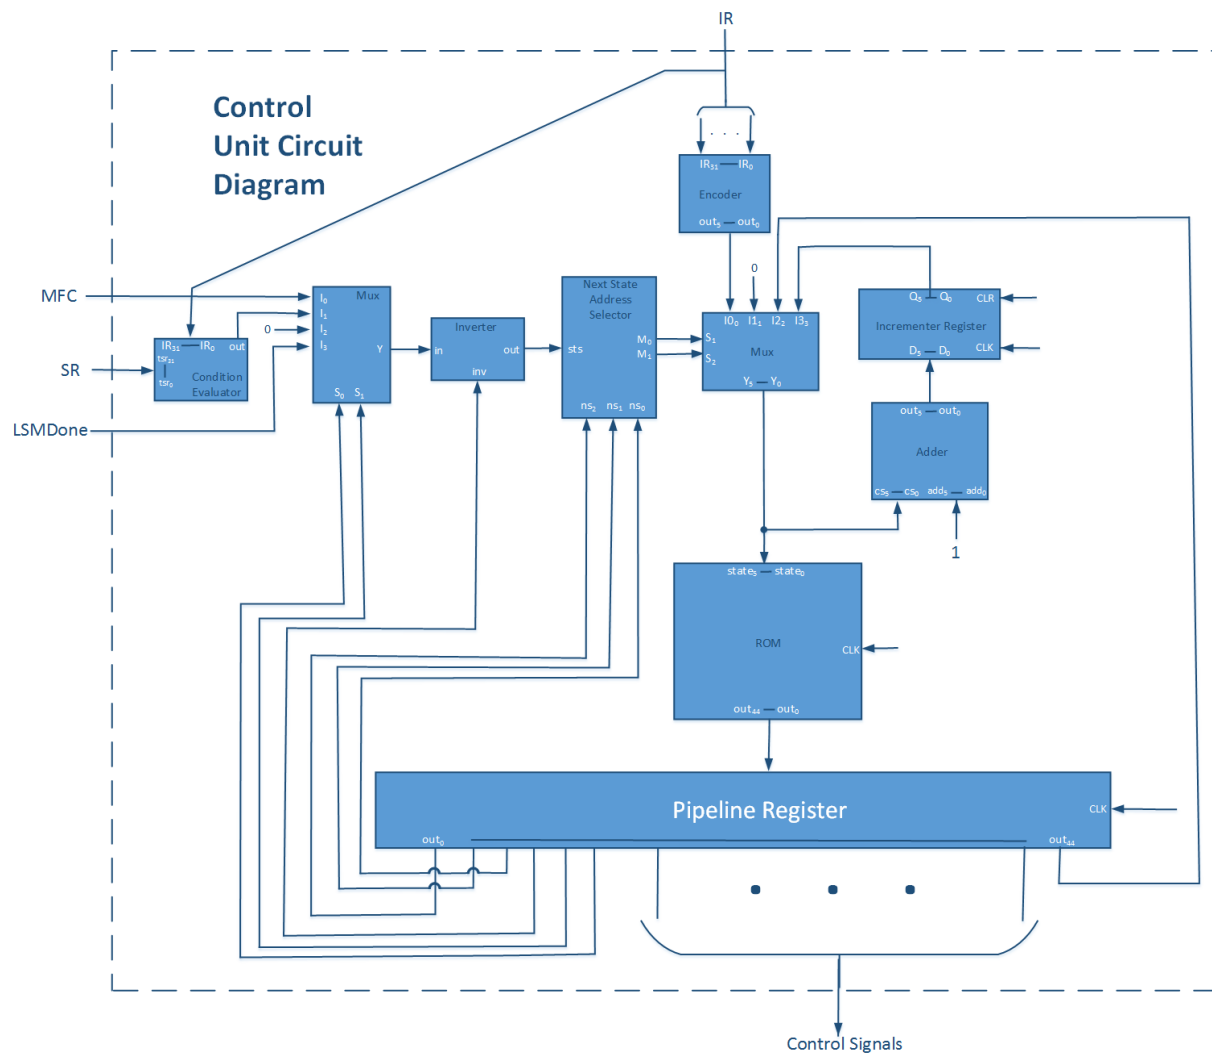 IR
Control
Unit Circuit
Diagram
. . .
IR31 — IR0
Encoder
out5 — out0
0
MFC
I0
Mux
I1
0
I2
I3
Y
S0 S1
IR31 — IR0 out
tsr31
tsr0
Condition
Evaluator
SR
LSMDone
Inverter
in
out
inv
Next State
Address
Selector
sts
M0
M1
ns2 ns1 ns0
I00 I11 I22 I33
S1
S2
Mux
Y5 — Y0
Q5 — Q0
CLR
Incrementer Register
CLK
D5 — D0
out5 — out0
Adder
cs5 — cs0 add5 — add0
1
state5 — state0
ROM
CLK
out44 — out0
Pipeline Register
CLK
out0
out44
Control Signals